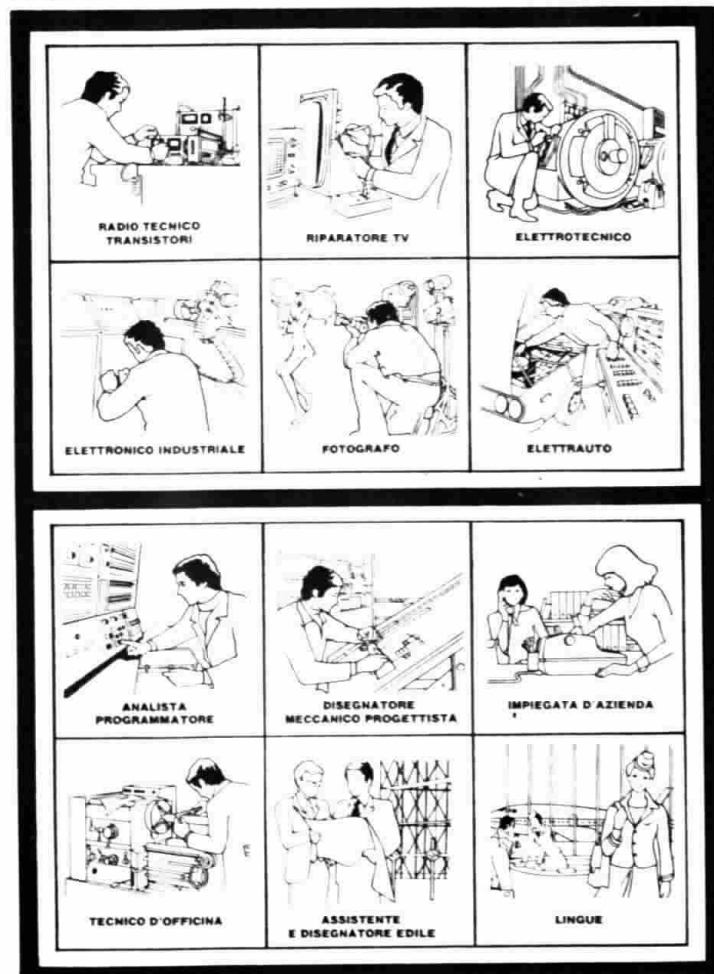 RADIO TECNICO
TRANSISTORI
RIPARATORE TV
ELETTROTECNICO
ELETTRONICO INDUSTRIALE
FOTOGRAFO
ELETTRAUTO
ANALISTA
PROGRAMMATORE
DISEGNATORE
MECCANICO PROGETTISTA
IMPIEGATA D'AZIENDA
TECNICO D'OFFICINA
ASSISTENTE
E DISEGNATORE EDILE
LINGUE